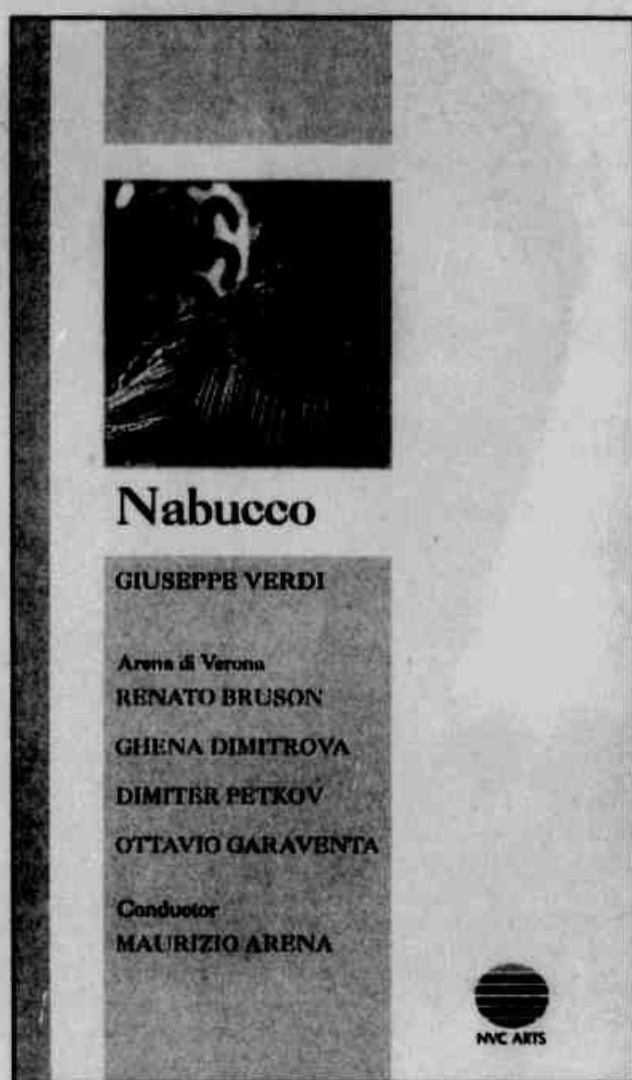 Nabucco
GIUSEPPE VERDI
Arena di Verona
RENATO BRUSON
GHENA DIMITROVA
DIMITER PETKOV
OTTAVIO GARAVENTA
Conductor
MAURIZIO ARENA
NVC ARTS